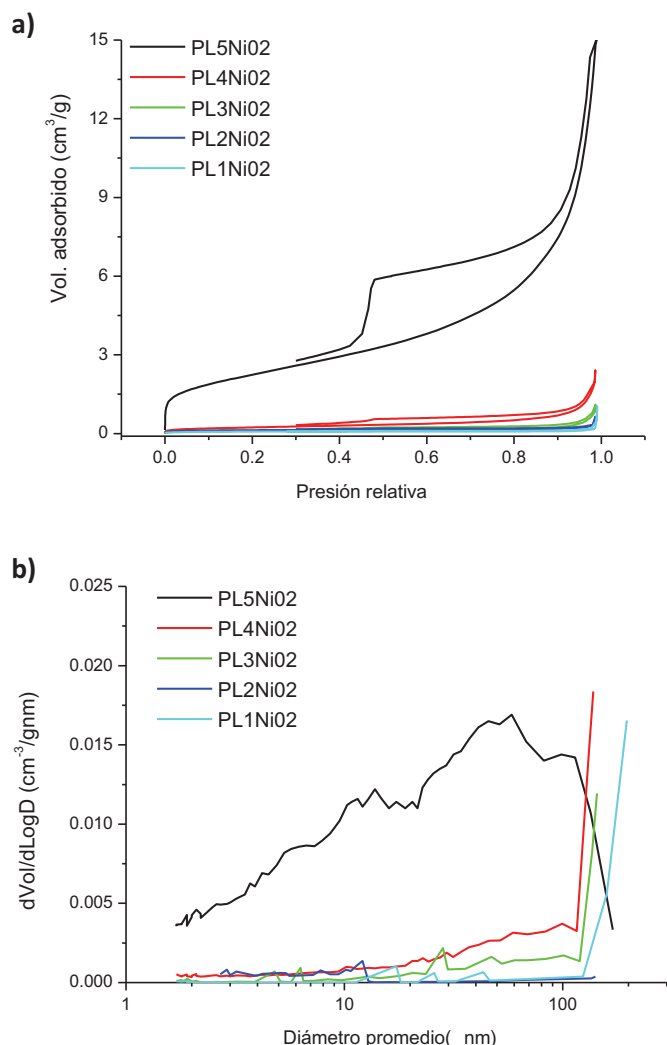 a)
15
12
9
6
3
0
Vol. adsorbido (cm³/g)
PL5Ni02
PL4Ni02
PL3Ni02
PL2Ni02
PL1Ni02
0.0 0.2 0.4 0.6 0.8 1.0
Presión relativa
b)
0.025
0.020
0.015
0.010
0.005
0.000
dVol/dLogD (cm⁻³/gnm)
PL5Ni02
PL4Ni02
PL3Ni02
PL2Ni02
PL1Ni02
1 10 100
Diámetro promedio( nm)